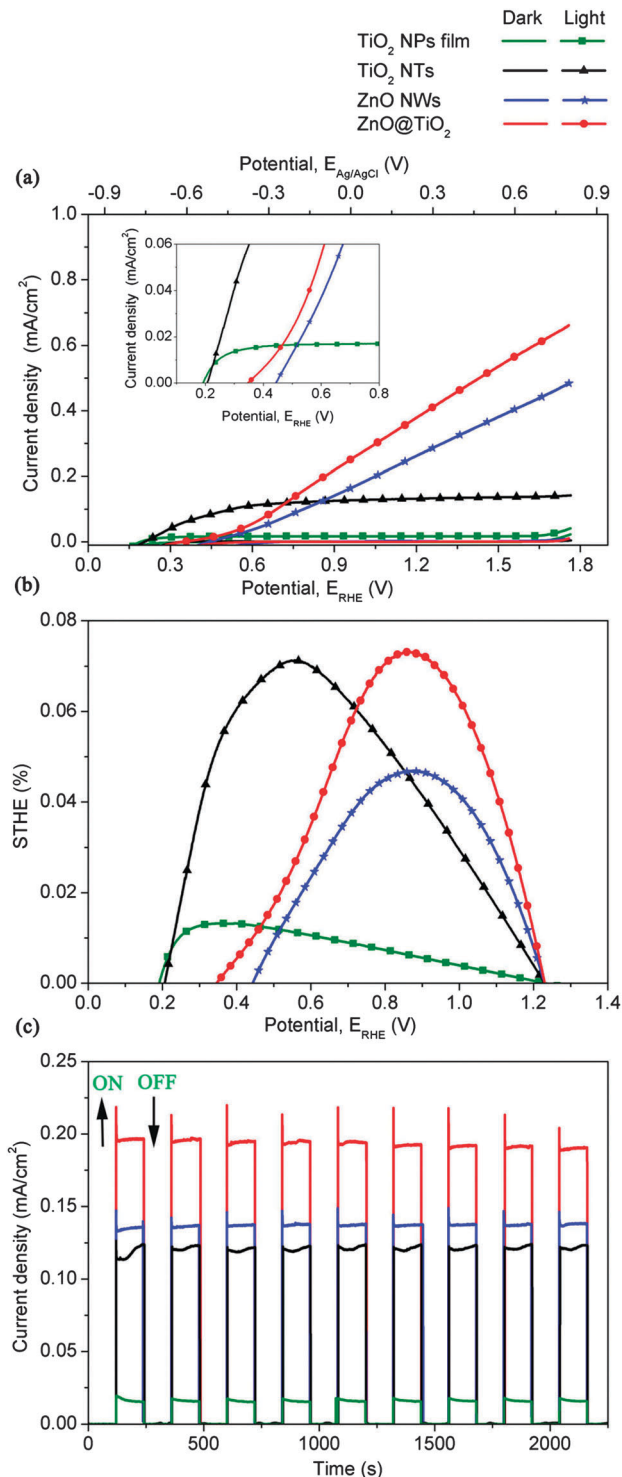 Dark Light
TiO2 NPs film
TiO2 NTs
ZnO NWs
ZnO@TiO2
(a)
Potential, EAg/AgCl (V)
-0.9 -0.6 -0.3 0.0 0.3 0.6 0.9
Current density (mA/cm2)
1.0
0.8
0.6
0.4
0.2
0.0
Current density (mA/cm2)
0.06
0.04
0.02
0.00
0.2 0.4 0.6 0.8
Potential, ERHE (V)
0.0 0.3 0.6 0.9 1.2 1.5 1.8
Potential, ERHE (V)
(b)
STHE (%)
0.08
0.06
0.04
0.02
0.00
0.0 0.2 0.4 0.6 0.8 1.0 1.2 1.4
Potential, ERHE (V)
(c)
Current density (mA/cm2)
0.25
0.20
0.15
0.10
0.05
0.00
ON OFF
0 500 1000 1500 2000
Time (s)